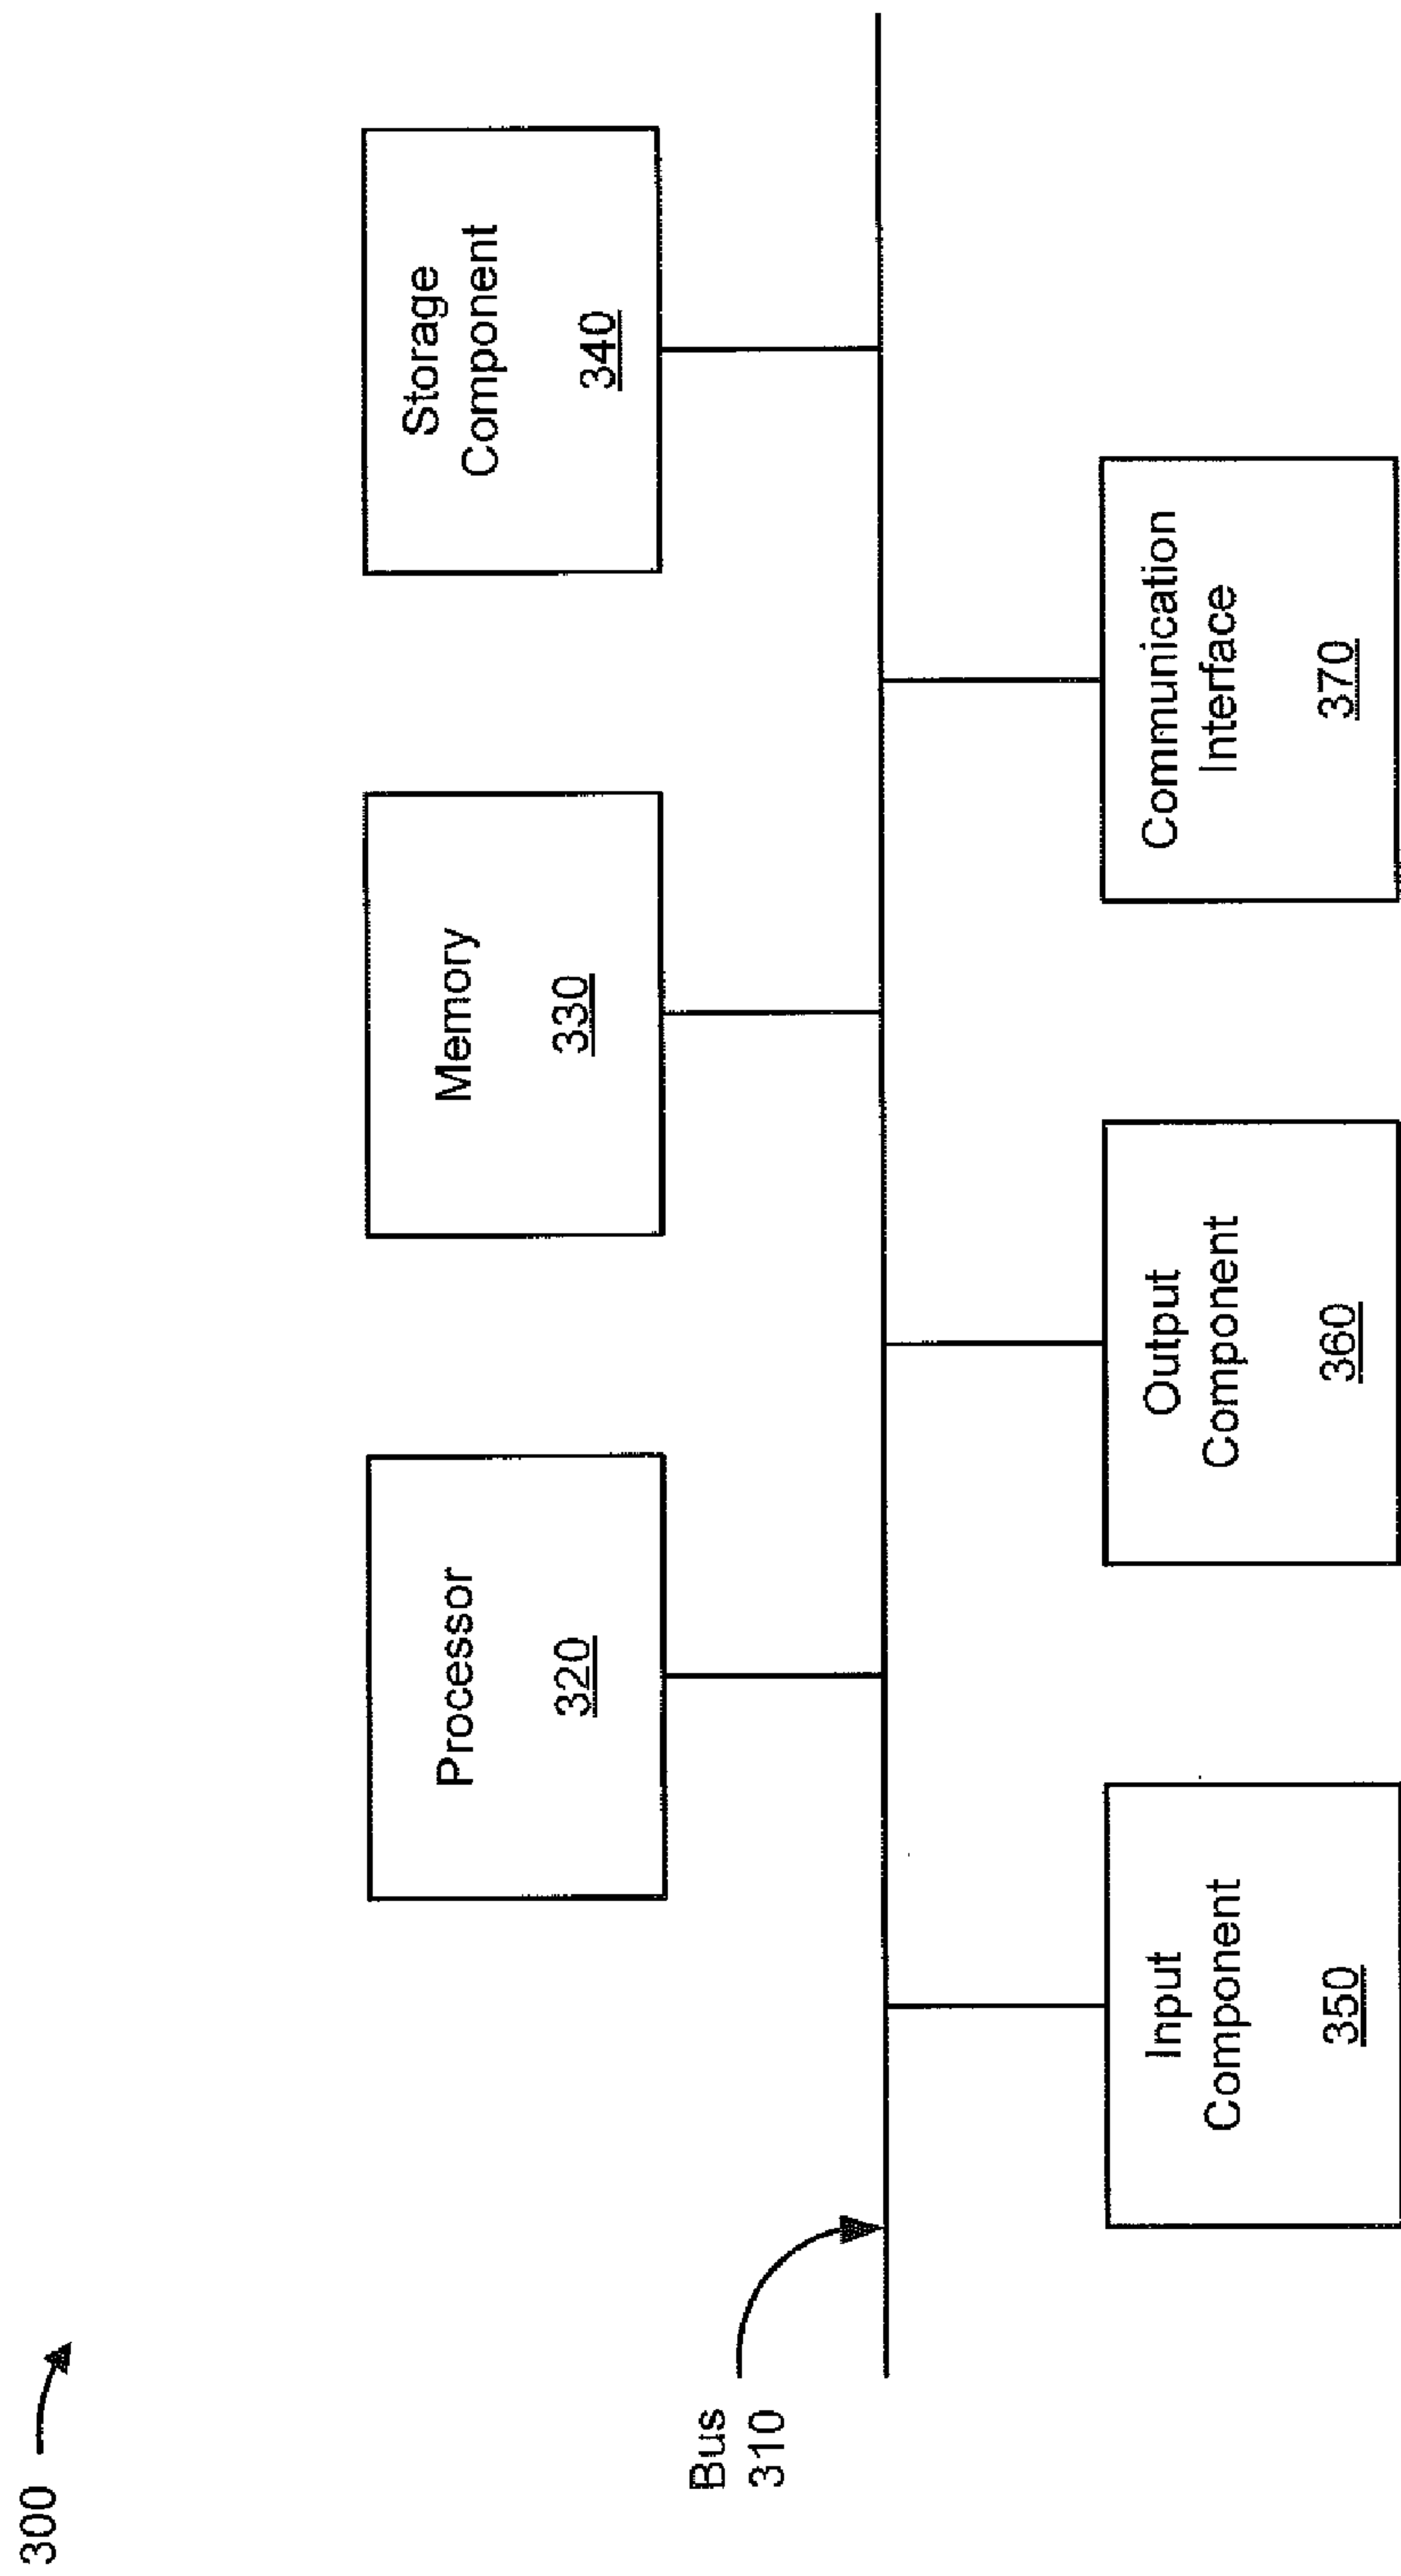 300
Processor
320
Memory
330
Storage
Component
340
Bus
310
Input
Component
350
Output
Component
360
Communication
Interface
370